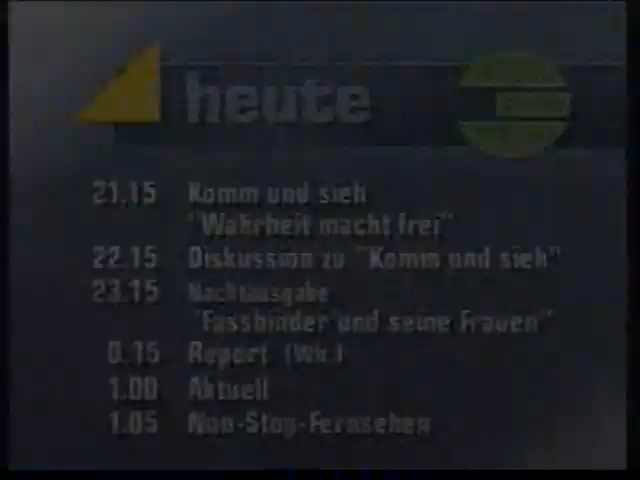 heute
21.15 Komm und sieh
"Wahrheit macht frei"
22.15 Diskussion zu "Komm und sieh"
23.15 Nachtausgabe
"Fassbinder und seine Frauen"
0.15 Report (Wh.)
1.00 Aktuell
1.05 Non-Stop-Fernsehen